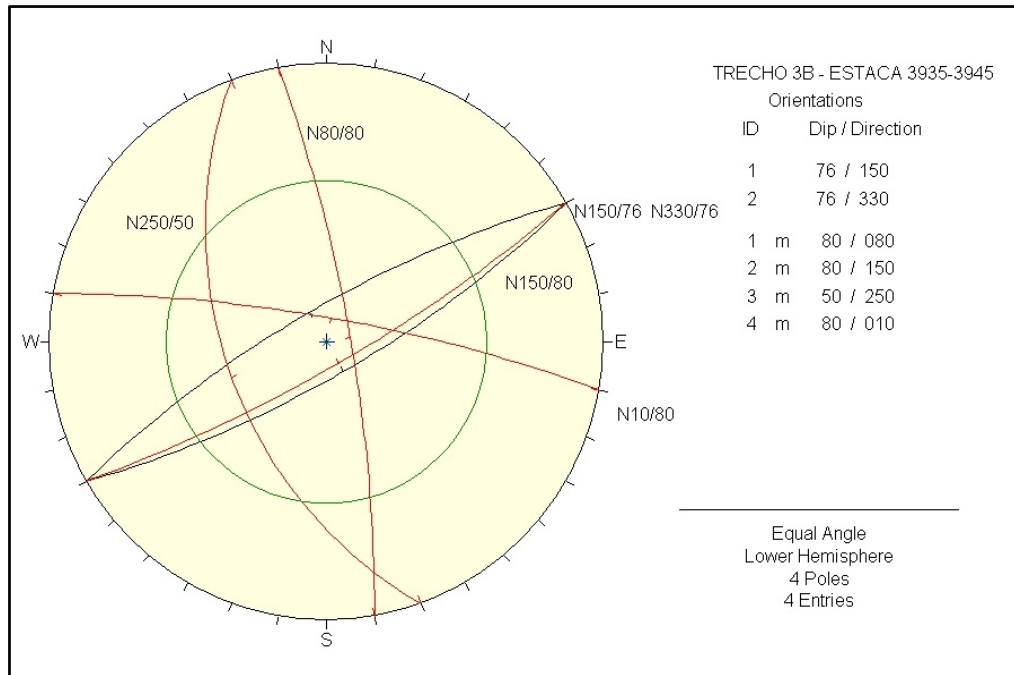 TRECHO 3B - ESTACA 3935-3945
Orientations
ID Dip / Direction
1 76 / 150
2 76 / 330
1 m 80 / 080
2 m 80 / 150
3 m 50 / 250
4 m 80 / 010
N
N80/80
N250/50
N150/76 N330/76
N150/80
W
E
N10/80
S
Equal Angle
Lower Hemisphere
4 Poles
4 Entries